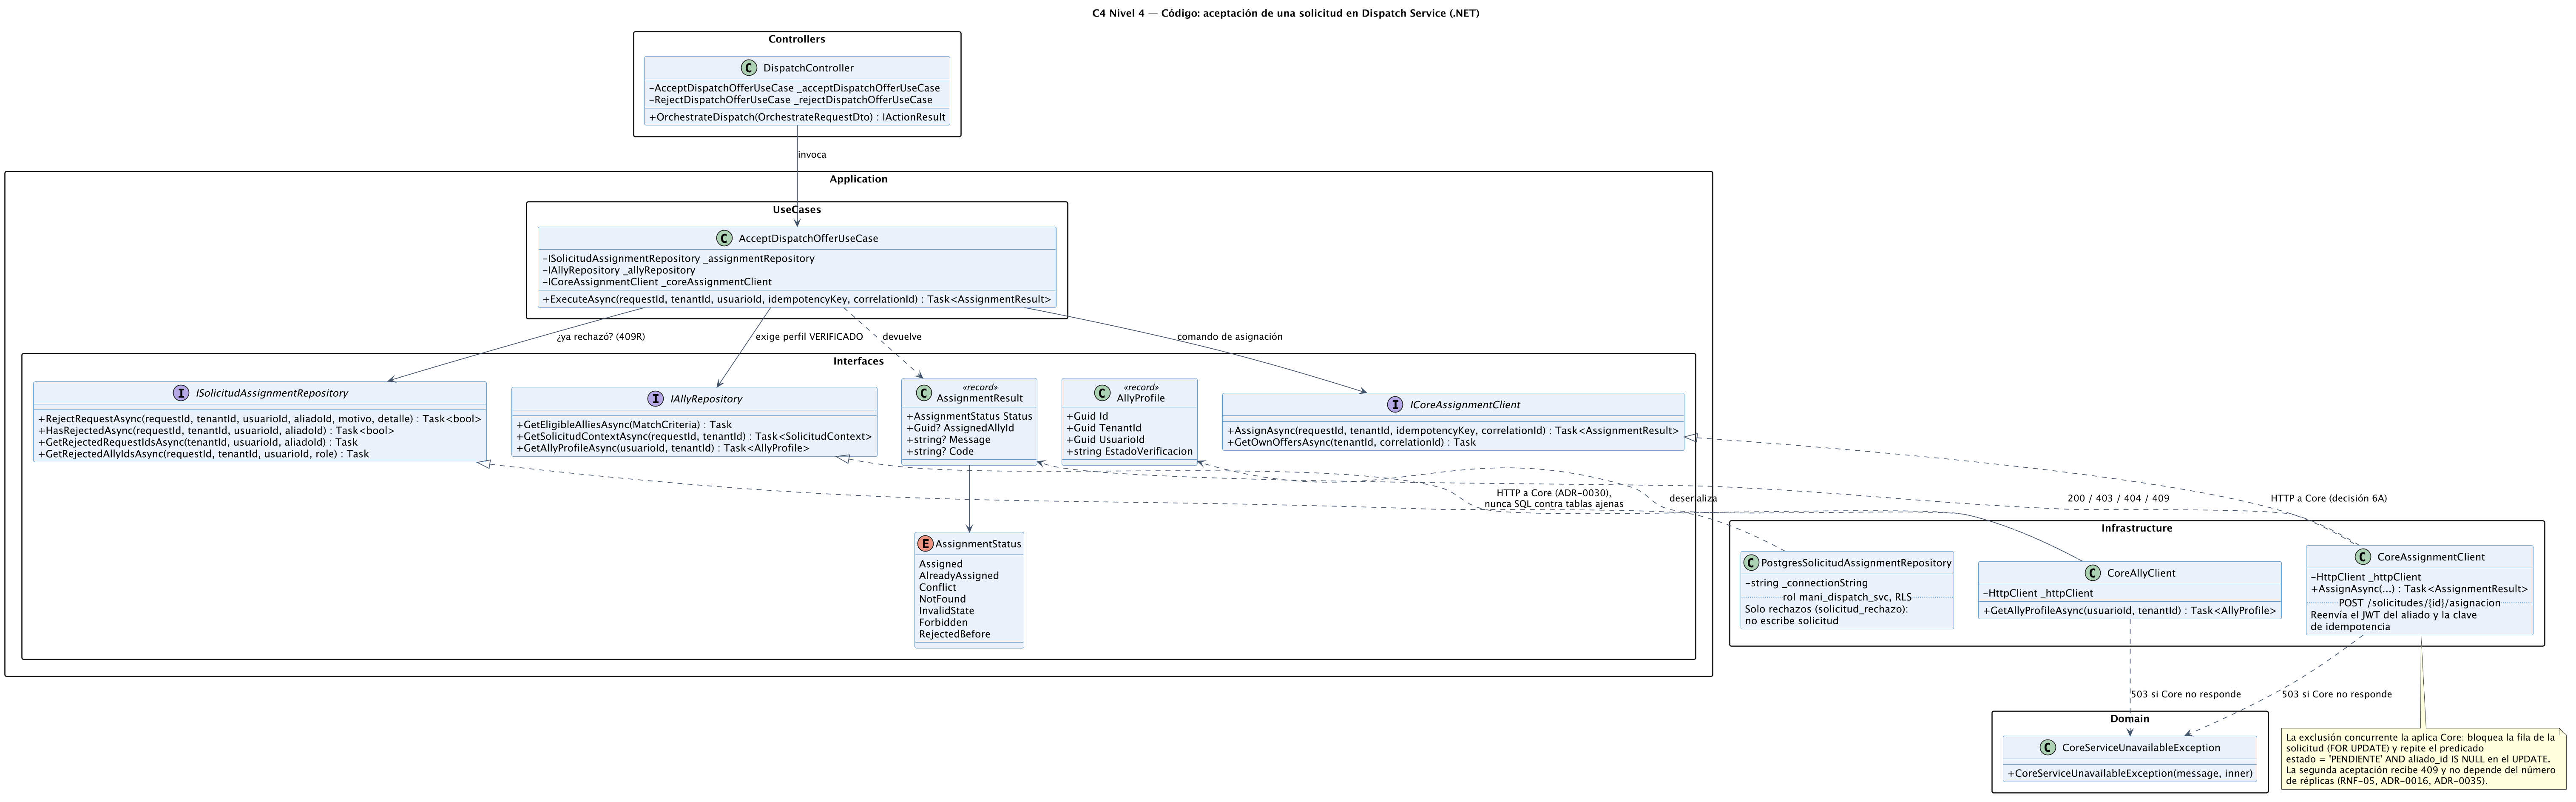 C4 Nivel 4 — Código: aceptación de una solicitud en Dispatch Service (.NET)
Controllers
C DispatchController
−AcceptDispatchOfferUseCase _acceptDispatchOfferUseCase
−RejectDispatchOfferUseCase _rejectDispatchOfferUseCase
+OrchestrateDispatch(OrchestrateRequestDto) : IActionResult
invoca
Application
UseCases
C AcceptDispatchOfferUseCase
−ISolicitudAssignmentRepository _assignmentRepository
−IAllyRepository _allyRepository
−ICoreAssignmentClient _coreAssignmentClient
+ExecuteAsync(requestId, tenantId, usuarioId, idempotencyKey, correlationId) : Task<AssignmentResult>
¿ya rechazó? (409R)
exige perfil VERIFICADO
devuelve
comando de asignación
Interfaces
I ISolicitudAssignmentRepository
+RejectRequestAsync(requestId, tenantId, usuarioId, aliadoId, motivo, detalle) : Task<bool>
+HasRejectedAsync(requestId, tenantId, usuarioId, aliadoId) : Task<bool>
+GetRejectedRequestIdsAsync(tenantId, usuarioId, aliadoId) : Task
+GetRejectedAllyIdsAsync(requestId, tenantId, usuarioId, role) : Task
I IAllyRepository
+GetEligibleAlliesAsync(MatchCriteria) : Task
+GetSolicitudContextAsync(requestId, tenantId) : Task<SolicitudContext>
+GetAllyProfileAsync(usuarioId, tenantId) : Task<AllyProfile>
«record»
C AssignmentResult
+AssignmentStatus Status
+Guid? AssignedAllyId
+string? Message
+string? Code
«record»
C AllyProfile
+Guid Id
+Guid TenantId
+Guid UsuarioId
+string EstadoVerificacion
I ICoreAssignmentClient
+AssignAsync(requestId, tenantId, idempotencyKey, correlationId) : Task<AssignmentResult>
+GetOwnOffersAsync(tenantId, correlationId) : Task
HTTP a Core (ADR-0030),
nunca SQL contra tablas ajenas
deserializa
200 / 403 / 404 / 409
HTTP a Core (decisión 6A)
E AssignmentStatus
Assigned
AlreadyAssigned
Conflict
NotFound
InvalidState
Forbidden
RejectedBefore
Infrastructure
C PostgresSolicitudAssignmentRepository
−string _connectionString
rol mani_dispatch_svc, RLS
Solo rechazos (solicitud_rechazo):
no escribe solicitud
C CoreAllyClient
−HttpClient _httpClient
+GetAllyProfileAsync(usuarioId, tenantId) : Task<AllyProfile>
C CoreAssignmentClient
−HttpClient _httpClient
+AssignAsync(...) : Task<AssignmentResult>
POST /solicitudes/{id}/asignacion
Reenvía el JWT del aliado y la clave
de idempotencia
503 si Core no responde
503 si Core no responde
Domain
C CoreServiceUnavailableException
+CoreServiceUnavailableException(message, inner)
La exclusión concurrente la aplica Core: bloquea la fila de la
solicitud (FOR UPDATE) y repite el predicado
estado = 'PENDIENTE' AND aliado_id IS NULL en el UPDATE.
La segunda aceptación recibe 409 y no depende del número
de réplicas (RNF-05, ADR-0016, ADR-0035).